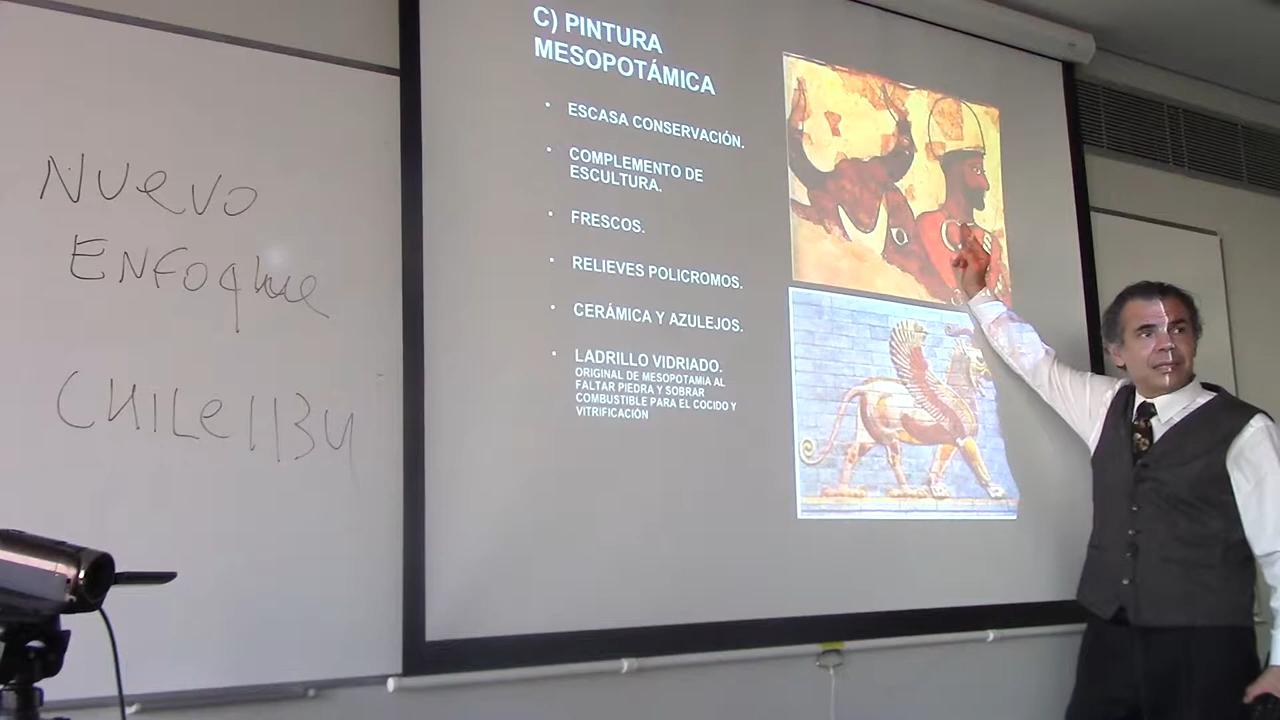 NUevO
ENFOque
CHILe1134
C) PINTURA
MESOPOTÁMICA
• ESCASA CONSERVACIÓN.
• COMPLEMENTO DE
ESCULTURA.
• FRESCOS.
• RELIEVES POLICROMOS.
• CERÁMICA Y AZULEJOS.
• LADRILLO VIDRIADO.
ORIGINAL DE MESOPOTAMIA AL
FALTAR PIEDRA Y SOBRAR
COMBUSTIBLE PARA EL COCIDO Y
VITRIFICACIÓN